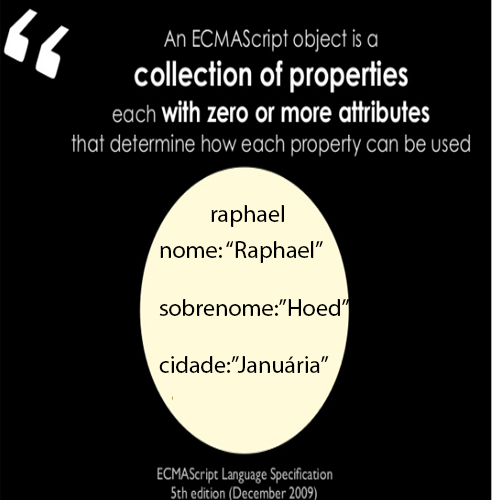 “
An ECMAScript object is a
collection of properties
each with zero or more attributes
that determine how each property can be used
raphael
nome:“Raphael”
sobrenome:”Hoed”
cidade:”Januária”
ECMAScript Language Specification
5th edition (December 2009)